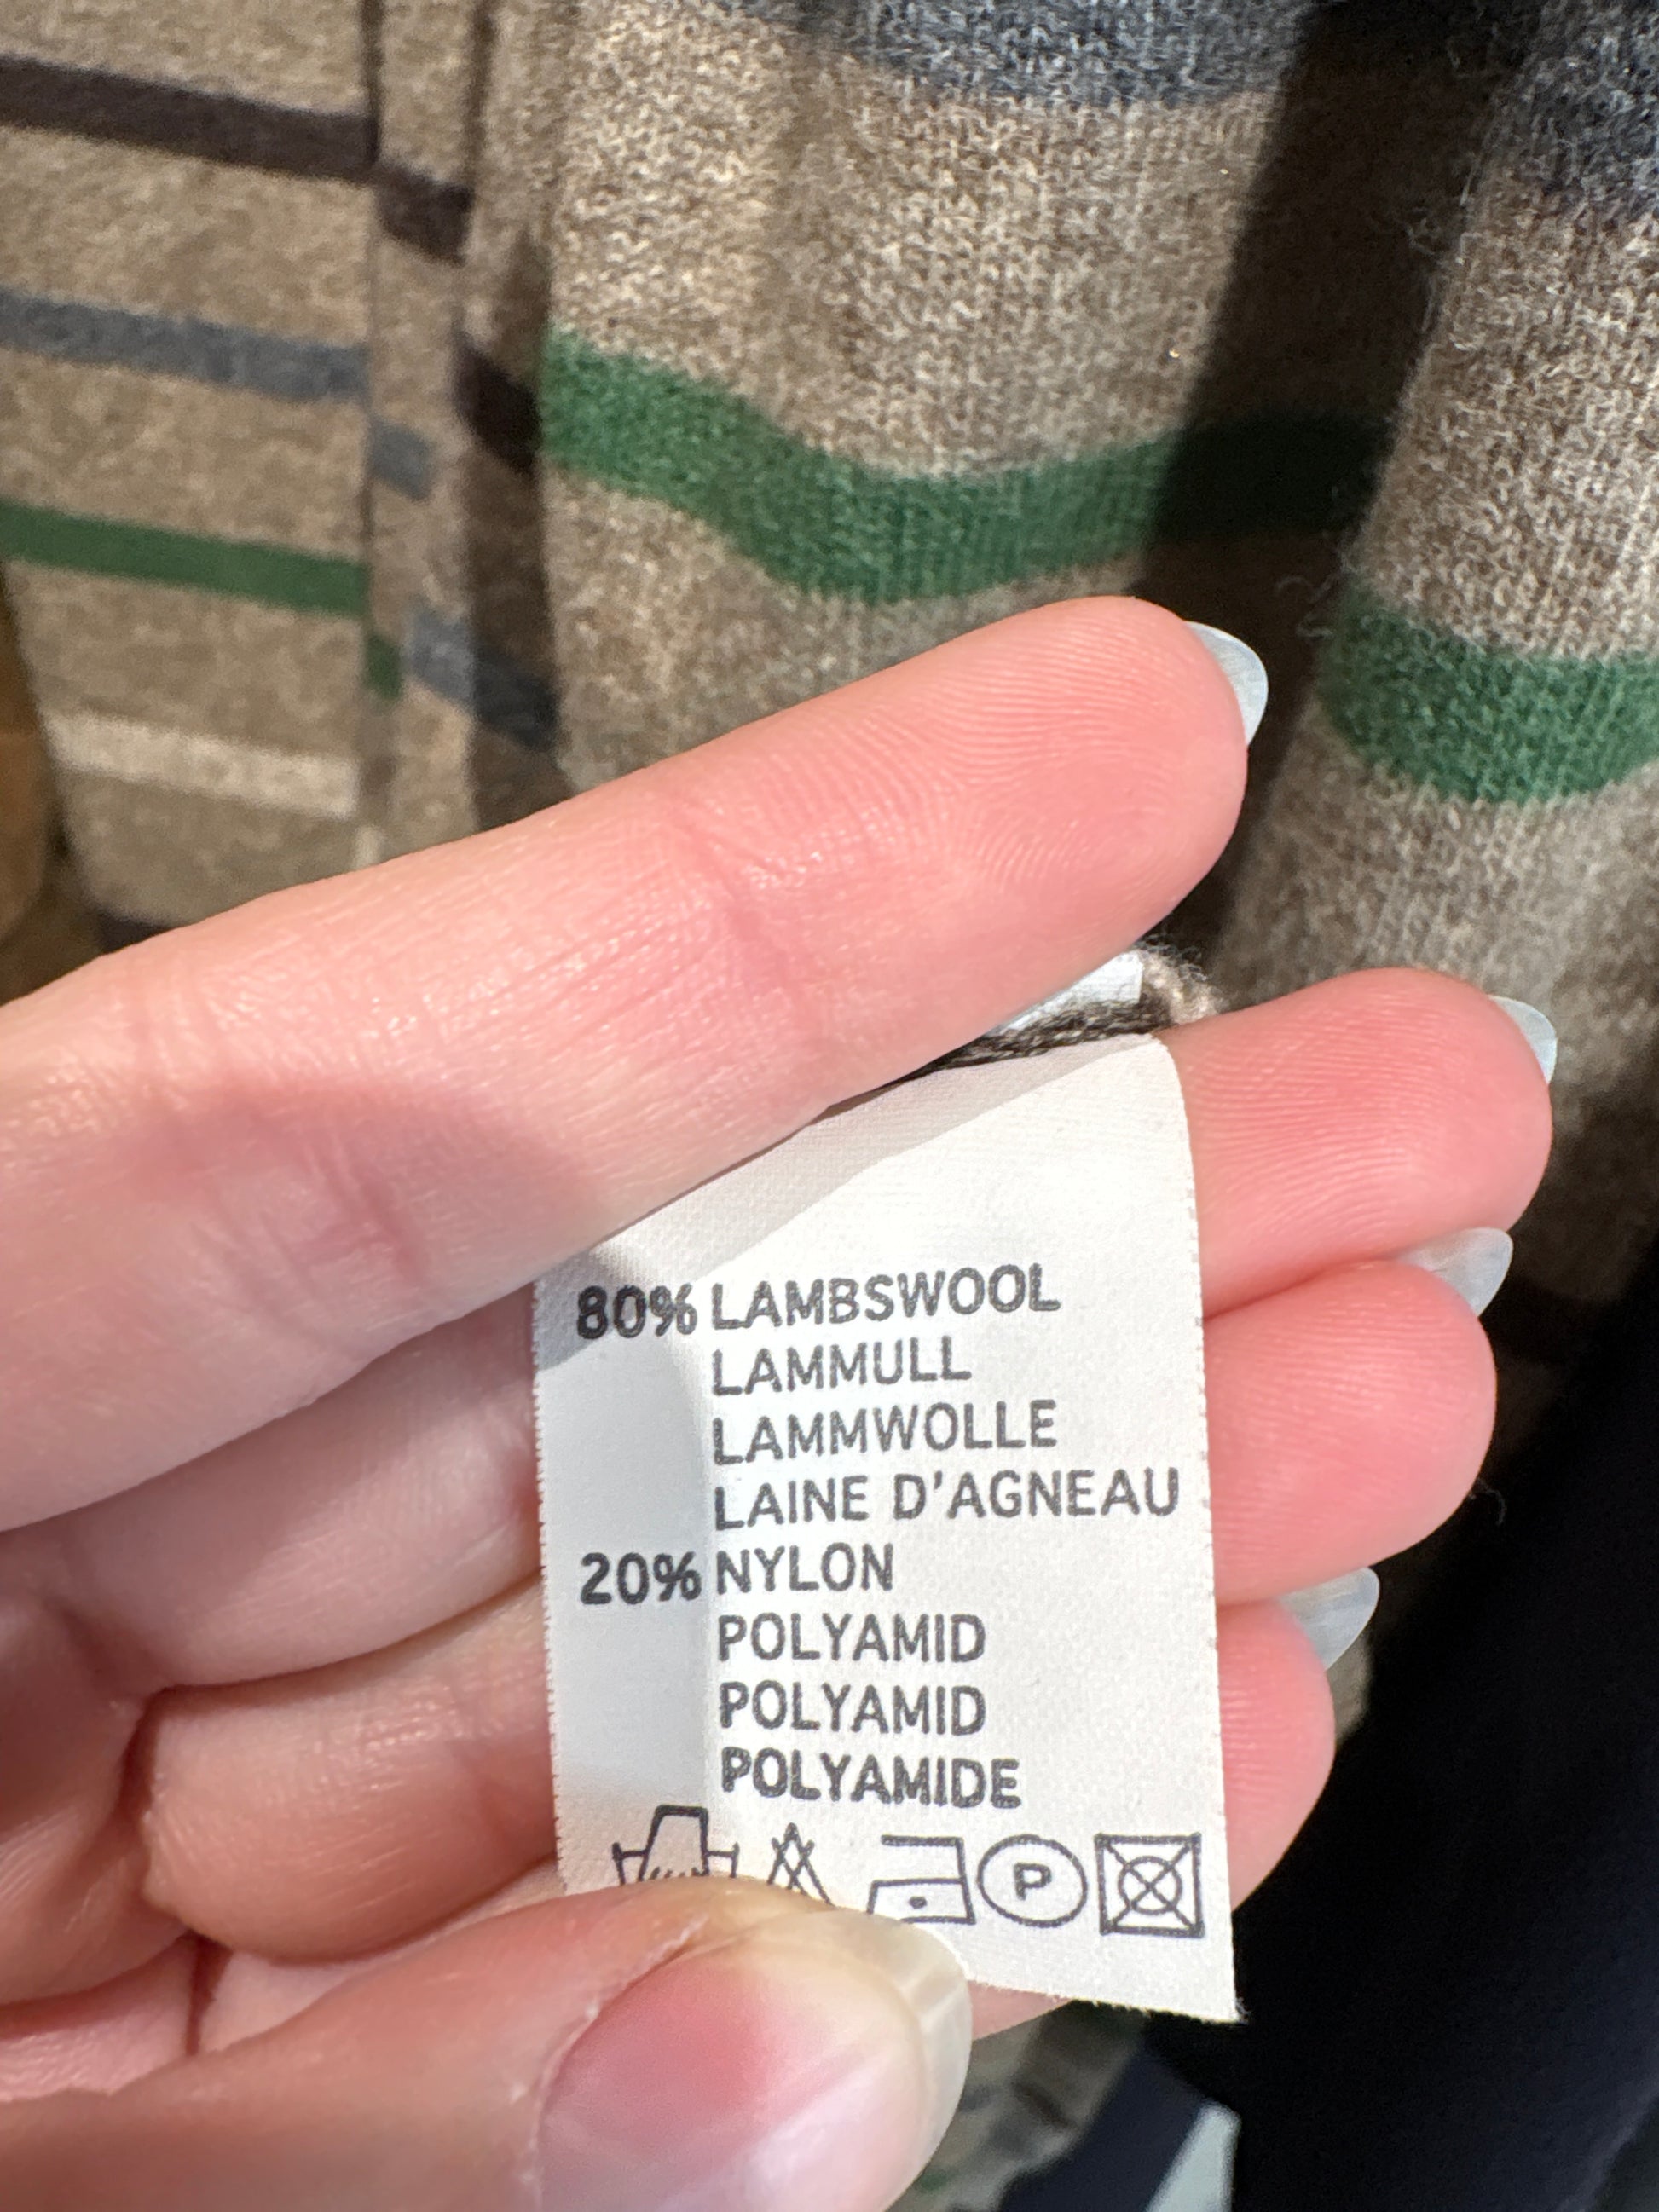 80% LAMBSWOOL
LAMMULL
LAMMWOLLE
LAINE D'AGNEAU
20% NYLON
POLYAMID
POLYAMID
POLYAMIDE
P